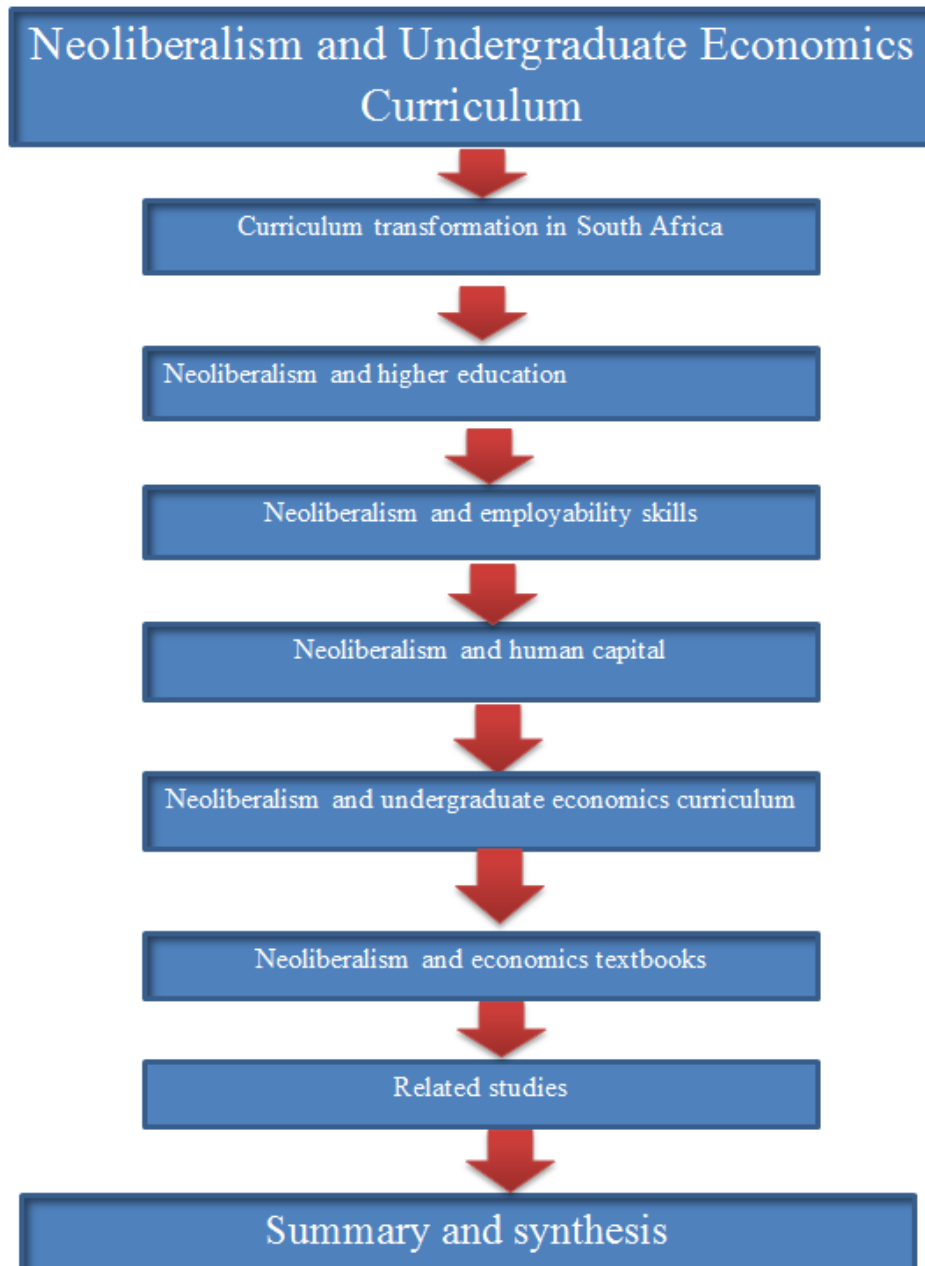 Neoliberalism and Undergraduate Economics
Curriculum
Curriculum transformation in South Africa
Neoliberalism and higher education
Neoliberalism and employability skills
Neoliberalism and human capital
Neoliberalism and undergraduate economics curriculum
Neoliberalism and economics textbooks
Related studies
Summary and synthesis